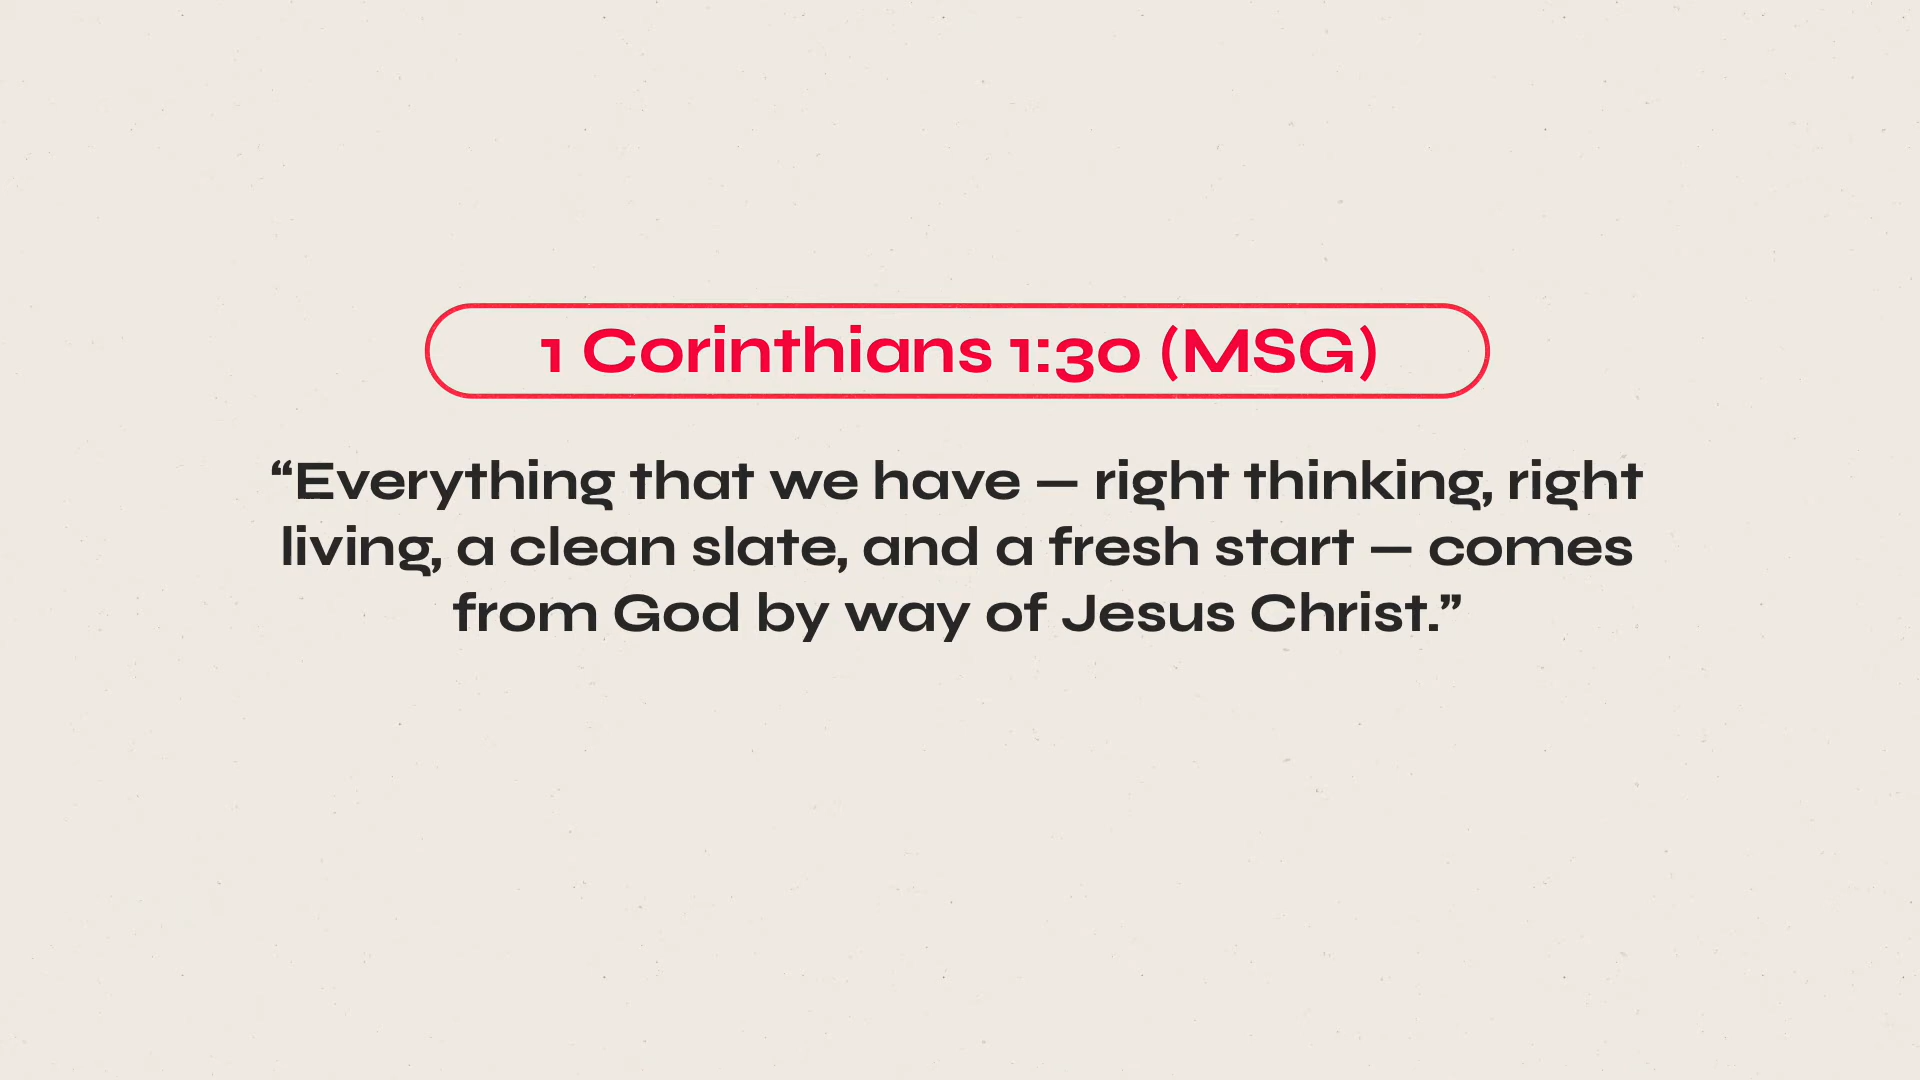 1 Corinthians 1:30 (MSG)
“Everything that we have — right thinking, right
living, a clean slate, and a fresh start — comes
from God by way of Jesus Christ.”